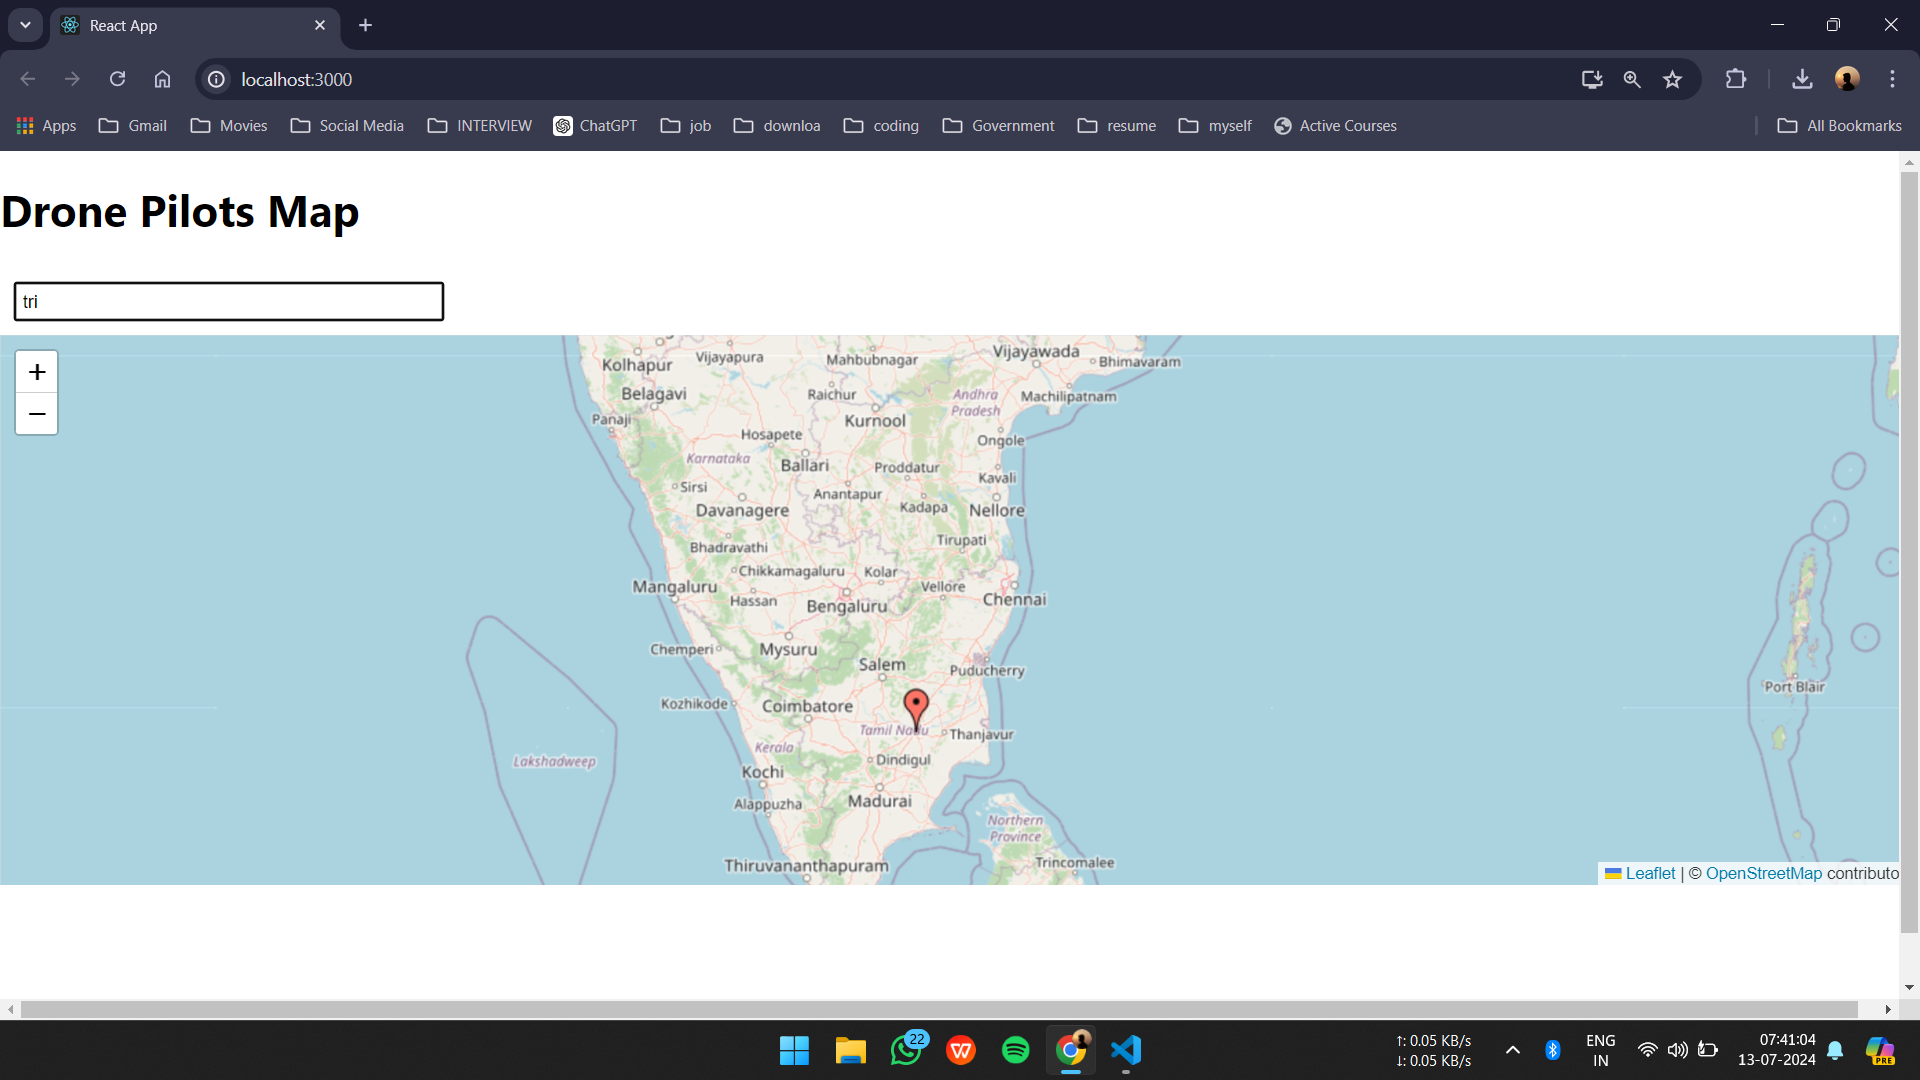 React App
localhost:3000
Apps Gmail Movies Social Media INTERVIEW ChatGPT job downloa coding Government resume myself Active Courses All Bookmarks
Drone Pilots Map
tri
+
−
Kolhapur Vijayapura Mahbubnagar Vijayawada Bhimavaram
Belagavi Raichur Andhra Pradesh Machilipatnam
Panaji Kurnool
Hosapete Ongole
Karnataka Ballari Proddatur Kavali
Sirsi Anantapur
Davanagere Kadapa Nellore
Bhadravathi Tirupati
Chikkamagaluru Kolar
Mangaluru Hassan Bengaluru Vellore Chennai
Chemperi Mysuru Salem Puducherry
Port Blair
Kozhikode Coimbatore
Tamil Nadu Thanjavur
Kerala Dindigul
Lakshadweep
Kochi
Alappuzha Madurai
Northern Province
Thiruvananthapuram Trincomalee
Leaflet | © OpenStreetMap contributo
22
↑: 0.05 KB/s
↓: 0.05 KB/s
ENG
IN
07:41:04
13-07-2024
PRE